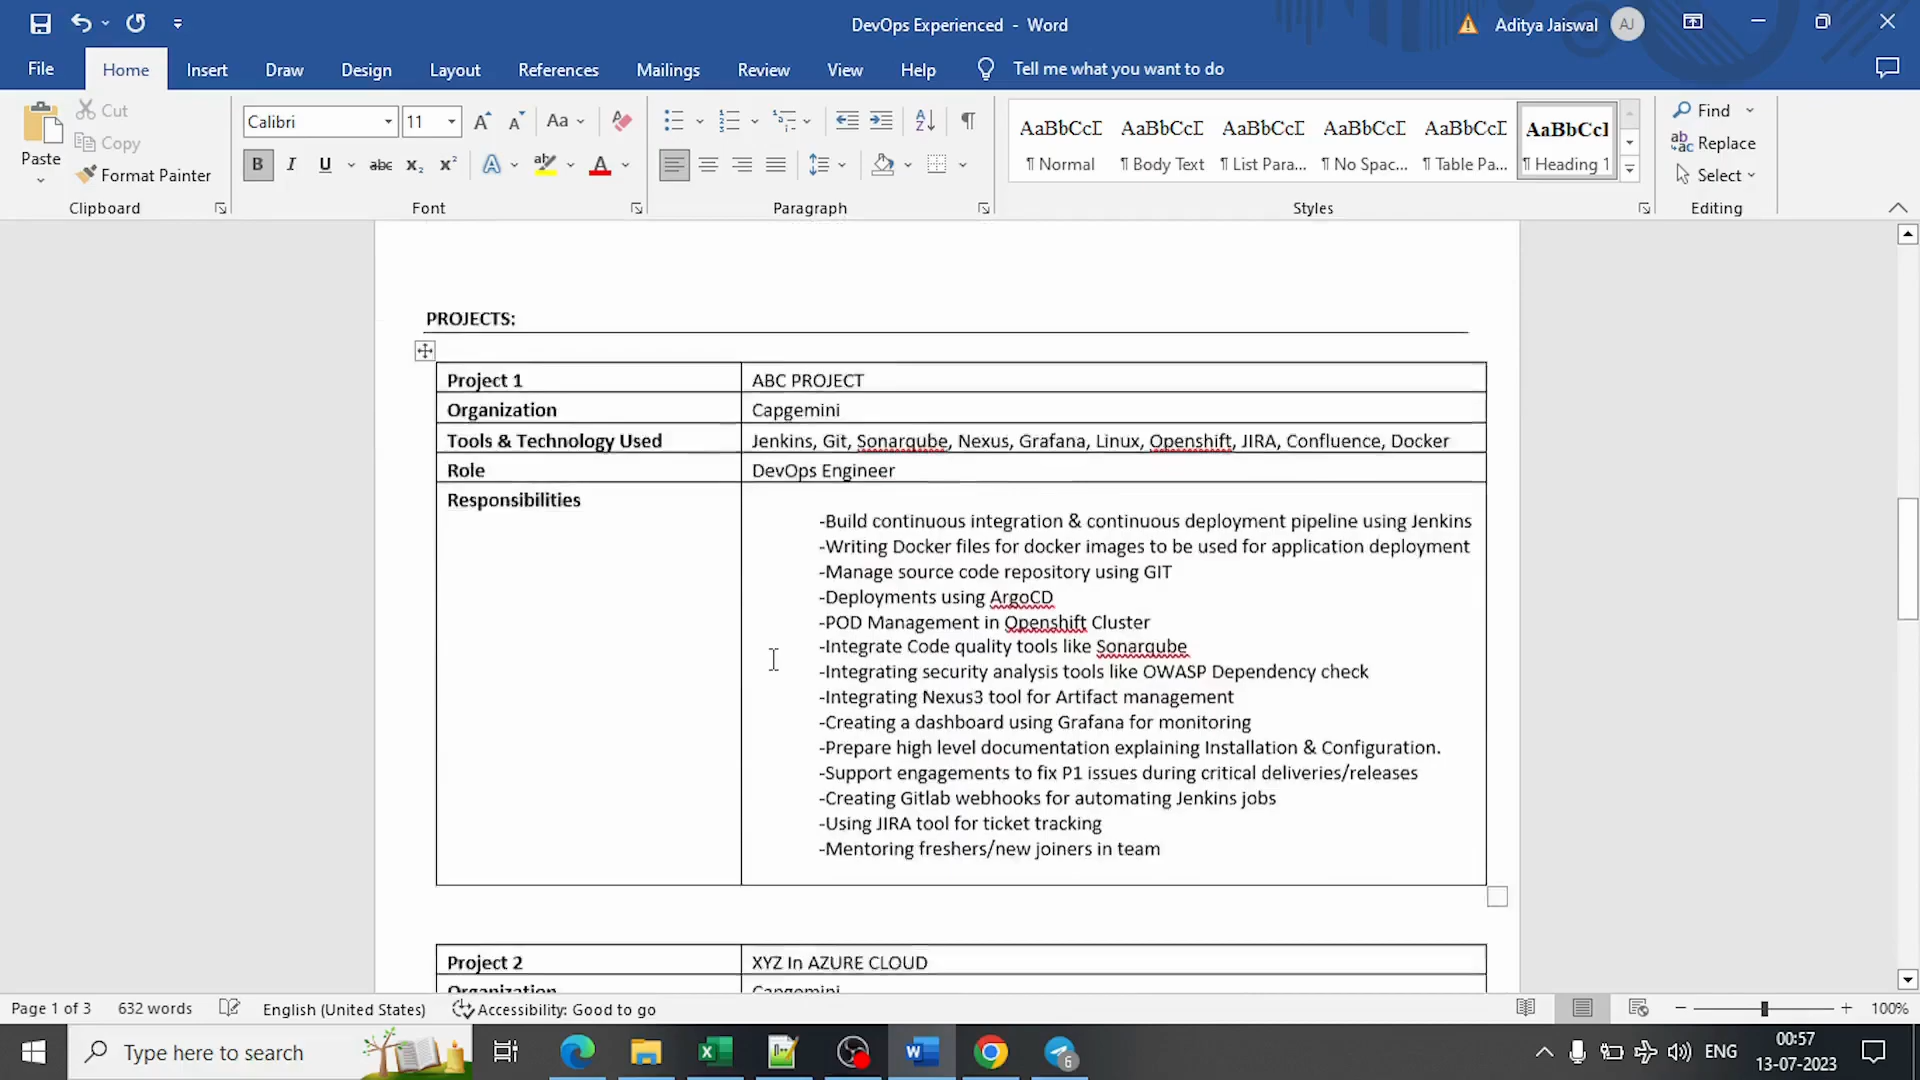 DevOps Experienced - Word
Aditya Jaiswal
AJ
File Home Insert Draw Design Layout References Mailings Review View Help Tell me what you want to do
Paste
Cut
Copy
Format Painter
Clipboard
Calibri
11
Aa
B I U abc x₂ x²
A
Font
Paragraph
AaBbCcI AaBbCcI AaBbCcI AaBbCcI AaBbCcI AaBbCcI
¶ Normal ¶ Body Text ¶ List Para... ¶ No Spac... ¶ Table Pa... ¶ Heading 1
Styles
Find
Replace
Select
Editing
PROJECTS:
Project 1 ABC PROJECT
Organization Capgemini
Tools & Technology Used Jenkins, Git, Sonarqube, Nexus, Grafana, Linux, Openshift, JIRA, Confluence, Docker
Role DevOps Engineer
Responsibilities
-Build continuous integration & continuous deployment pipeline using Jenkins
-Writing Docker files for docker images to be used for application deployment
-Manage source code repository using GIT
-Deployments using ArgoCD
-POD Management in Openshift Cluster
-Integrate Code quality tools like Sonarqube
-Integrating security analysis tools like OWASP Dependency check
-Integrating Nexus3 tool for Artifact management
-Creating a dashboard using Grafana for monitoring
-Prepare high level documentation explaining Installation & Configuration.
-Support engagements to fix P1 issues during critical deliveries/releases
-Creating Gitlab webhooks for automating Jenkins jobs
-Using JIRA tool for ticket tracking
-Mentoring freshers/new joiners in team
Project 2 XYZ In AZURE CLOUD
Organization Capgemini
Page 1 of 3 632 words English (United States) Accessibility: Good to go 100%
Type here to search
6
ENG
00:57
13-07-2023